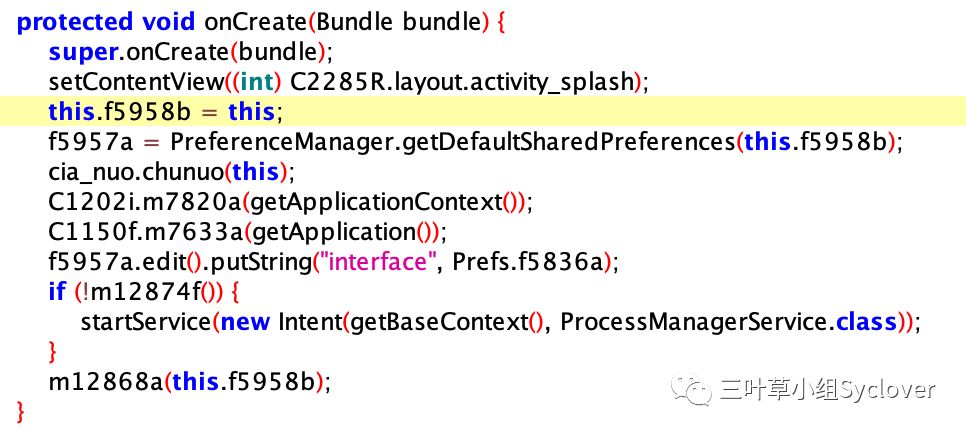 protected void onCreate(Bundle bundle) {
super.onCreate(bundle);
setContentView((int) C2285R.layout.activity_splash);
this.f5958b = this;
f5957a = PreferenceManager.getDefaultSharedPreferences(this.f5958b);
cia_nuo.chunuo(this);
C1202i.m7820a(getApplicationContext());
C1150f.m7633a(getApplication());
f5957a.edit().putString("interface", Prefs.f5836a);
if (!m12874f()) {
startService(new Intent(getBaseContext(), ProcessManagerService.class));
}
m12868a(this.f5958b);
}
三叶草小组Syclover